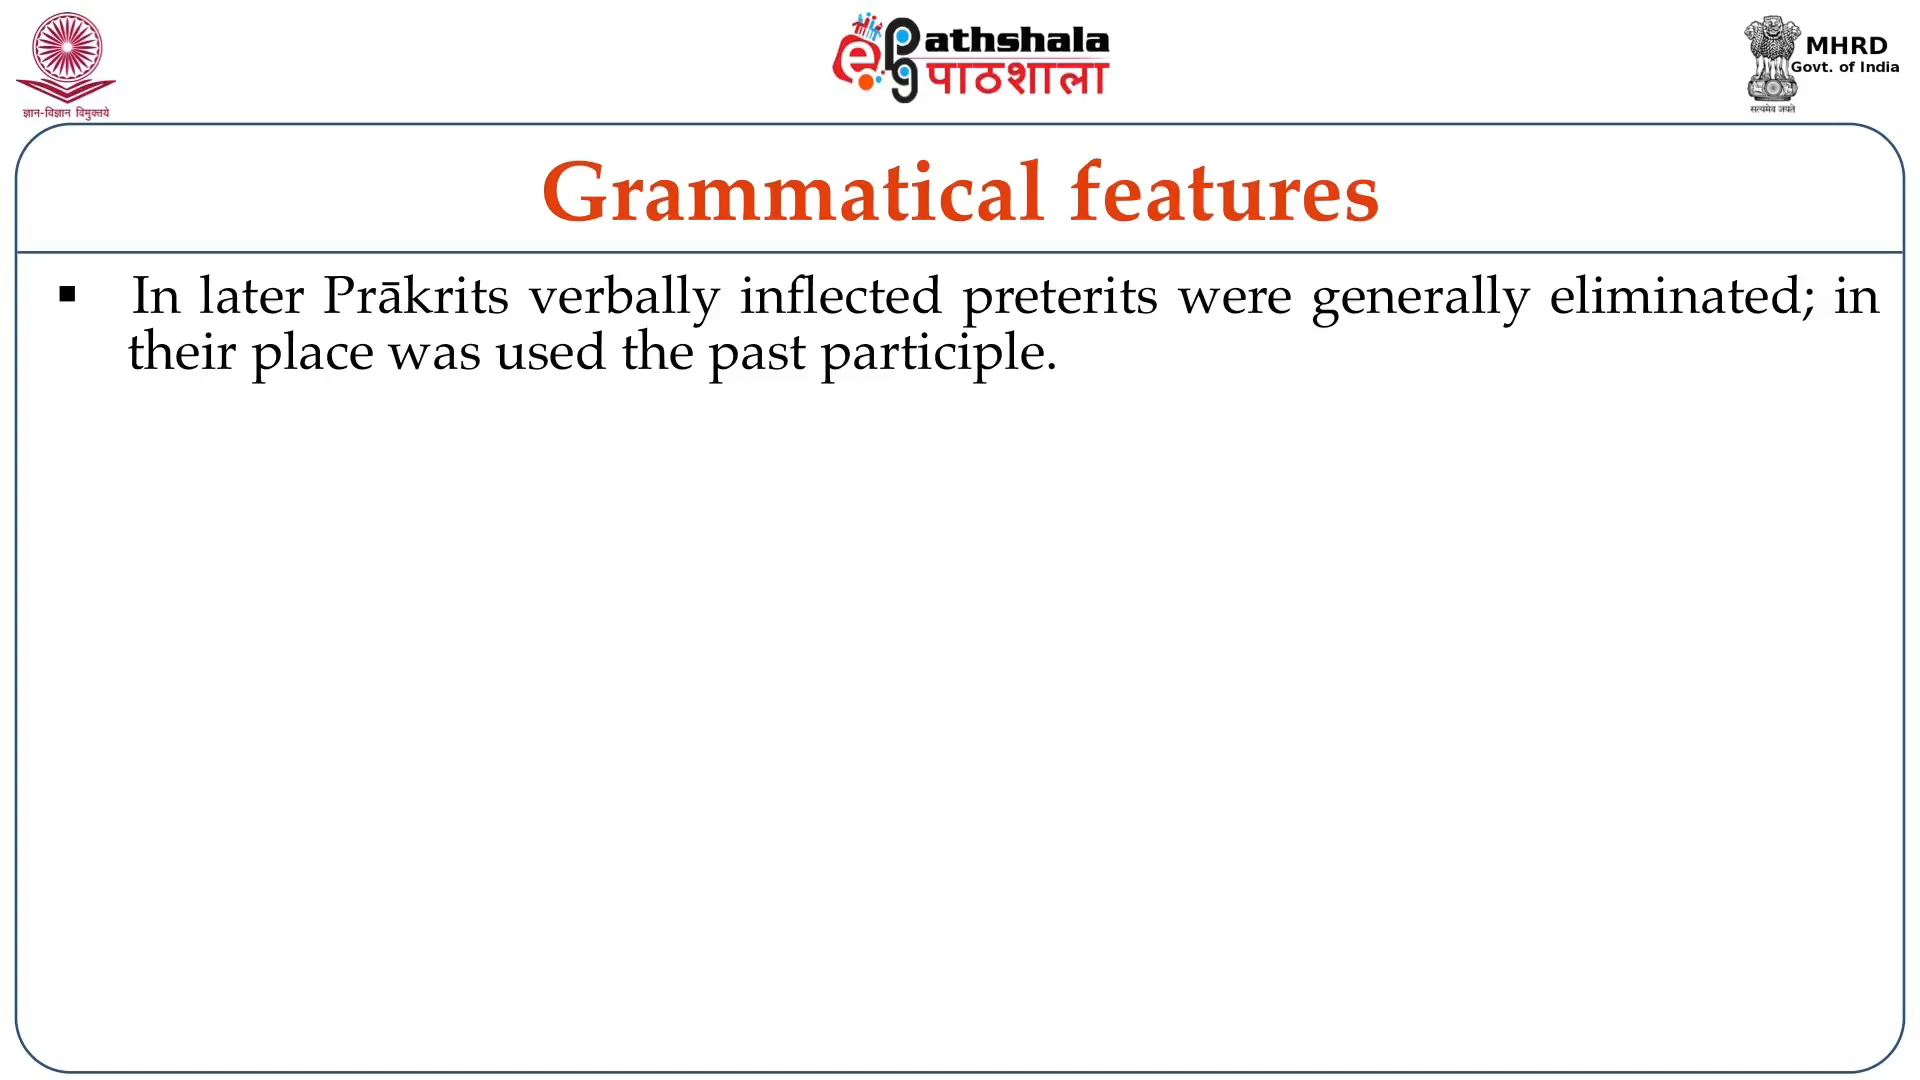 ज्ञान-विज्ञान विमुक्तये
e
pg
athshala
पाठशाला
MHRD
Govt. of India
सत्यमेव जयते
Grammatical features
▪ In later Prākrits verbally inflected preterits were generally eliminated; in
their place was used the past participle.